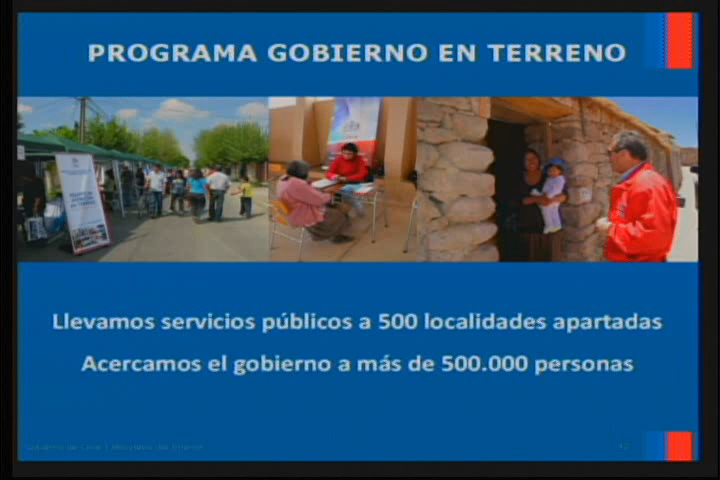 PROGRAMA GOBIERNO EN TERRENO
Llevamos servicios públicos a 500 localidades apartadas
Acercamos el gobierno a más de 500.000 personas